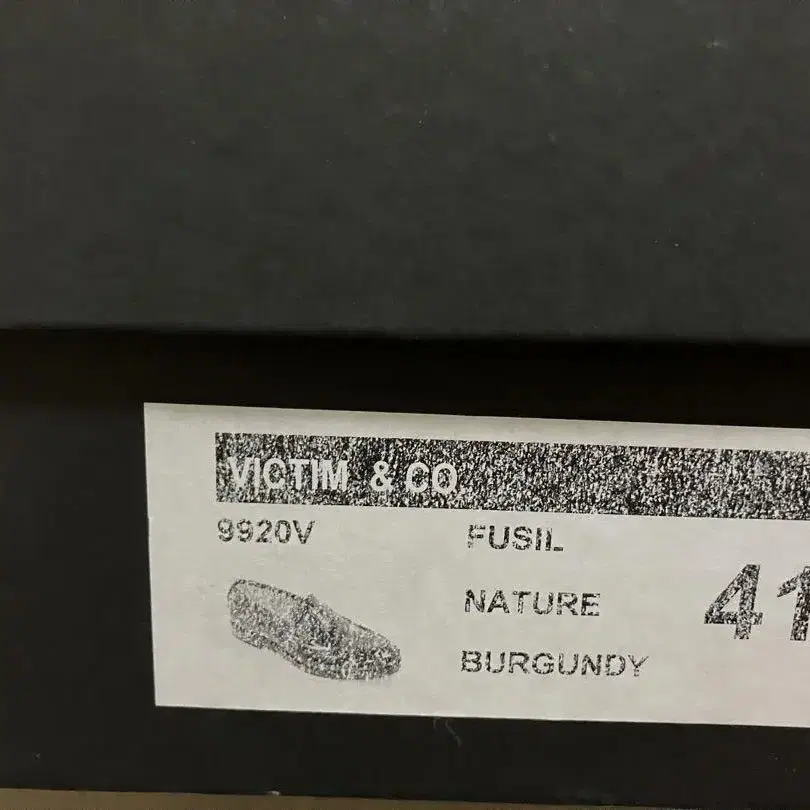 VICTIM & CO
9920V
FUSIL
NATURE
41
BURGUNDY